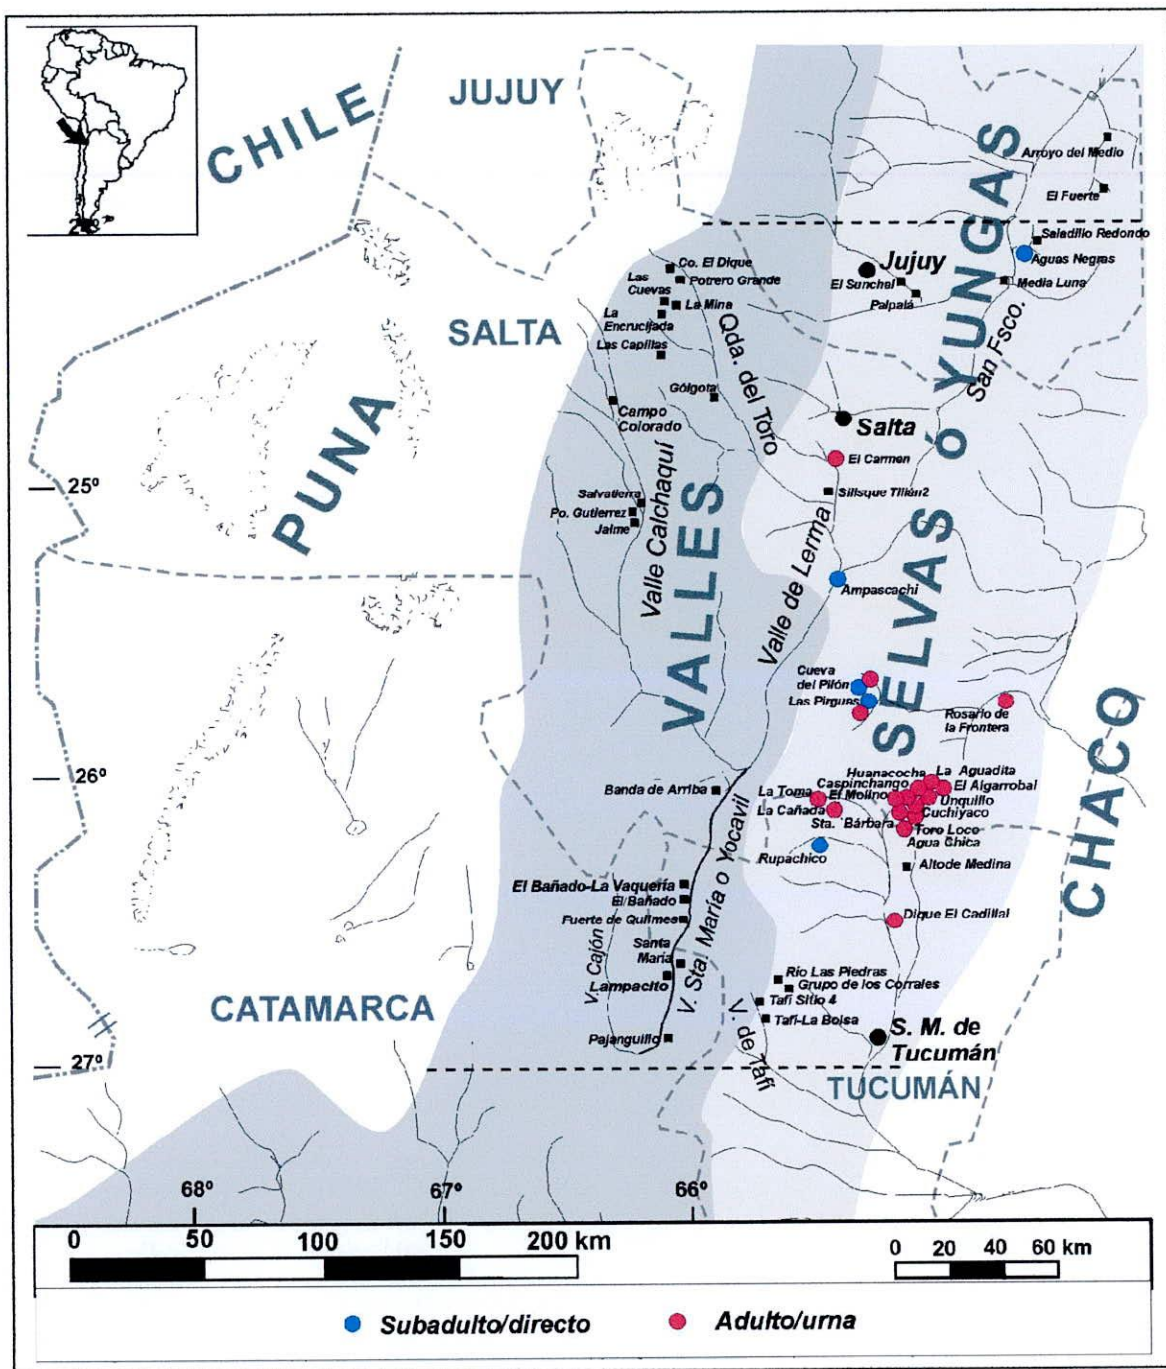 JUJUY
CHILE
SALTA
PUNA
CATAMARCA
TUCUMÁN
VALLES
SELVAS Ó YUNGAS
CHACO
Arroyo del Medio
El Fuerte
Saladillo Redondo
Aguas Negras
Jujuy
El Sunchal
Palpalá
Media Luna
San Fsco.
Co. El Dique
Potrero Grande
Las
Cuevas
La Mina
La
Encrucijada
Las Capillas
Gólgota
Qda. del Toro
Campo
Colorado
Salta
El Carmen
Silisque Tilián2
25º
Salvatierra
Po. Gutierrez
Jaime
Valle Calchaquí
Valle de Lerma
Ampascachi
Cueva
del Pilón
Las Pirguas
Rosario de
la Frontera
26º
Banda de Arriba
Huanacocha
La Aguadita
Caspinchango
El Algarrobal
La Toma
El Molino
Unquillo
La Cañada
Cuchiyaco
Sta. Bárbara
Toro Loco
Agua Chica
Rupachico
Alto de Medina
El Bañado-La Vaquería
El Bañado
Fuerte de Quilmes
Dique El Cadillal
V. Cajón
Santa
María
Lampacito
V. Sta. María o Yocavil
Río Las Piedras
Grupo de los Corrales
Tafí Sitio 4
Tafí-La Bolsa
Pajanguillo
V. de Tafí
S. M. de
Tucumán
27º
68º
67º
66º
0 50 100 150 200 km
0 20 40 60 km
Subadulto/directo
Adulto/urna